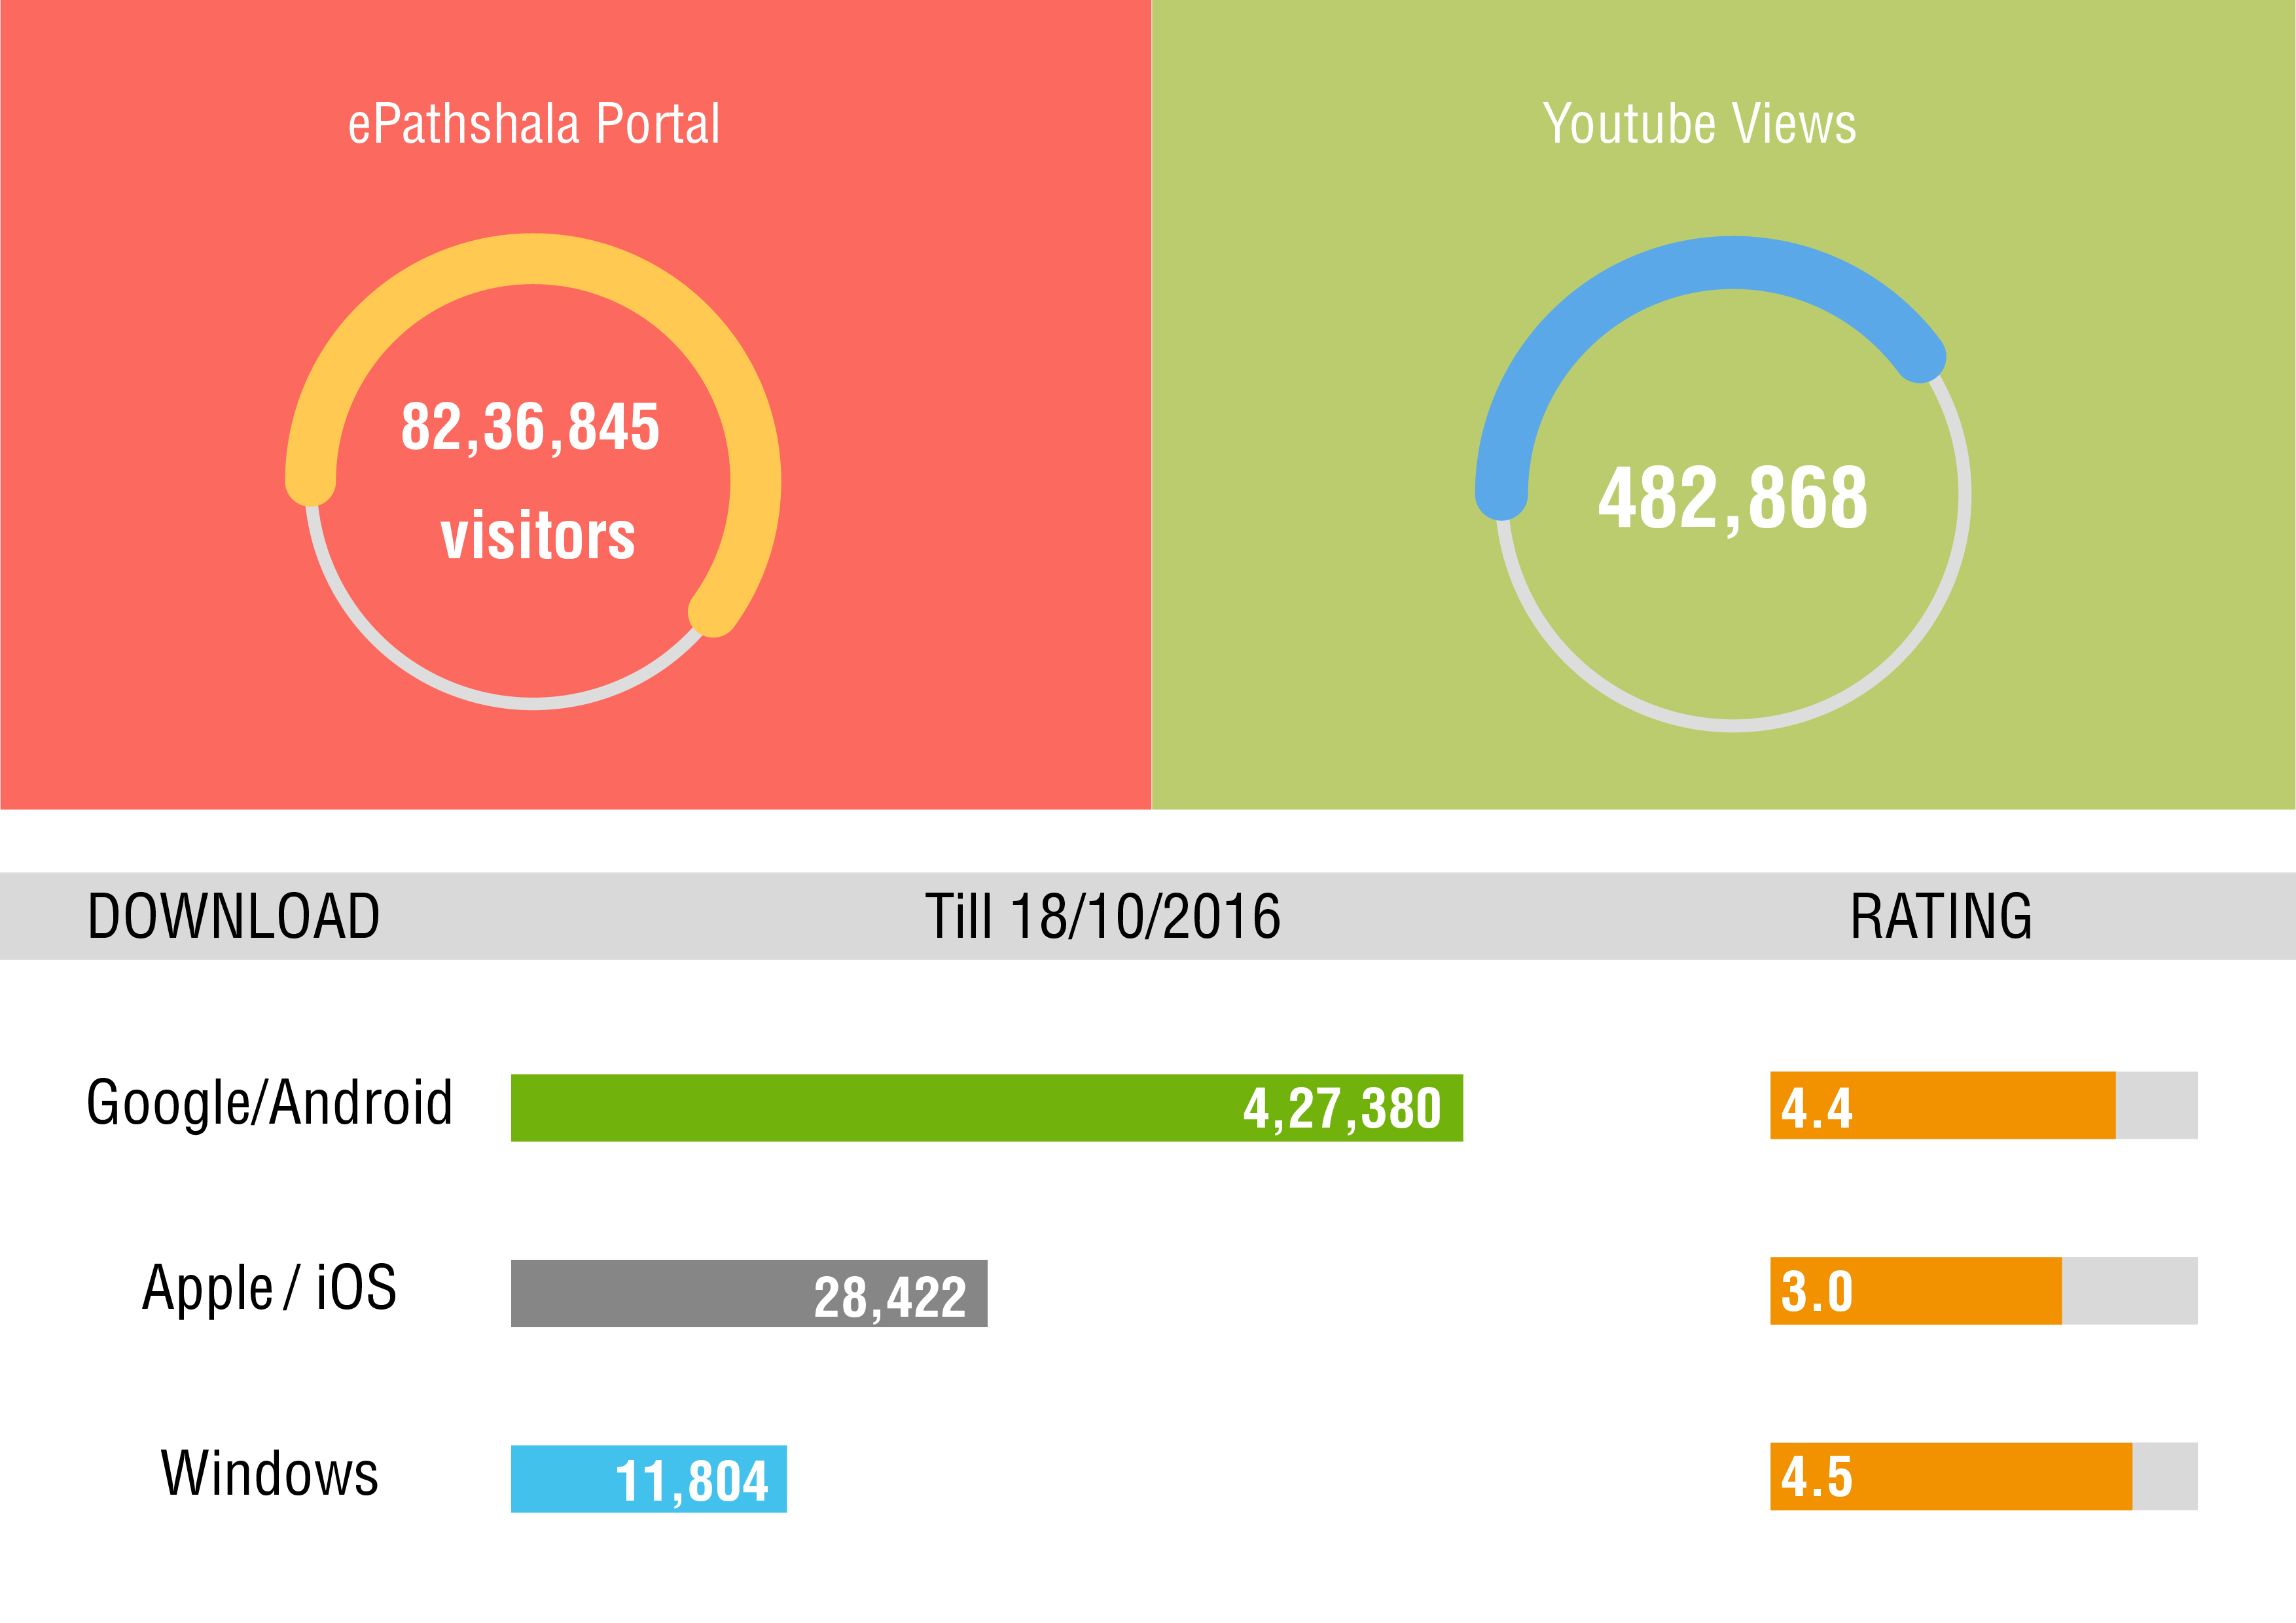 ePathshala Portal
82,36,845
visitors
Youtube Views
482,868
DOWNLOAD Till 18/10/2016 RATING
Google/Android 4,27,380 4.4
Apple / iOS 28,422 3.0
Windows 11,804 4.5